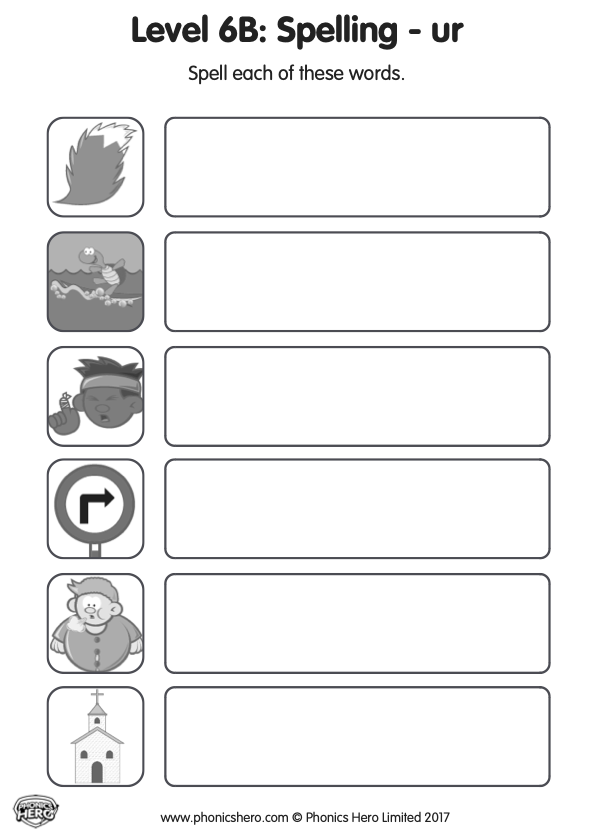 Level 6B: Spelling - ur
Spell each of these words.
PHONICS
HERO
www.phonicshero.com © Phonics Hero Limited 2017